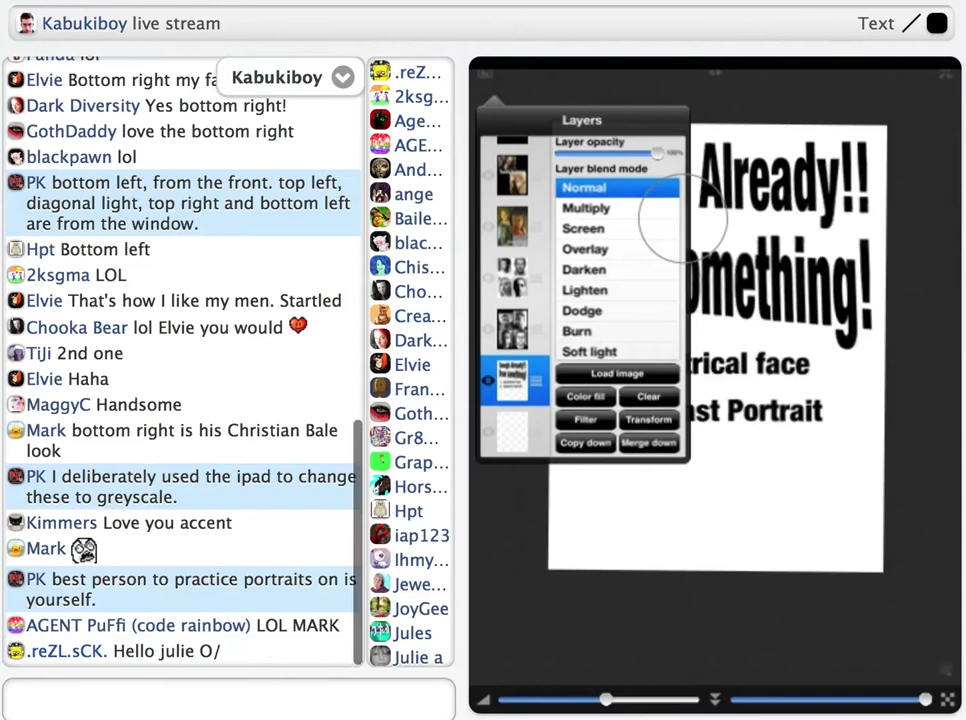 Kabukiboy live stream
Text
Kabukiboy
Panda lol
Elvie Bottom right my fa
Dark Diversity Yes bottom right!
GothDaddy love the bottom right
blackpawn lol
PK bottom left, from the front. top left,
diagonal light, top right and bottom left
are from the window.
Hpt Bottom left
2ksgma LOL
Elvie That's how I like my men. Startled
Chooka Bear lol Elvie you would
TiJi 2nd one
Elvie Haha
MaggyC Handsome
Mark bottom right is his Christian Bale
look
PK I deliberately used the ipad to change
these to greyscale.
Kimmers Love you accent
Mark
PK best person to practice portraits on is
yourself.
AGENT PuFfi (code rainbow) LOL MARK
.reZL.sCK. Hello julie O/
.reZ...
2ksg...
Age...
AGE...
And...
ange
Baile...
blac...
Chis...
Cho...
Crea...
Dark...
Elvie
Fran...
Goth...
Gr8...
Grap...
Hors...
Hpt
iap123
Ihmy...
Jewe...
JoyGee
Jules
Julie a
Layers
Layer opacity
100%
Layer blend mode
Normal
Multiply
Screen
Overlay
Darken
Lighten
Dodge
Burn
Soft light
Load image
Color fill
Clear
Filter
Transform
Copy down
Merge down
Already!!
omething!
trical face
ast Portrait